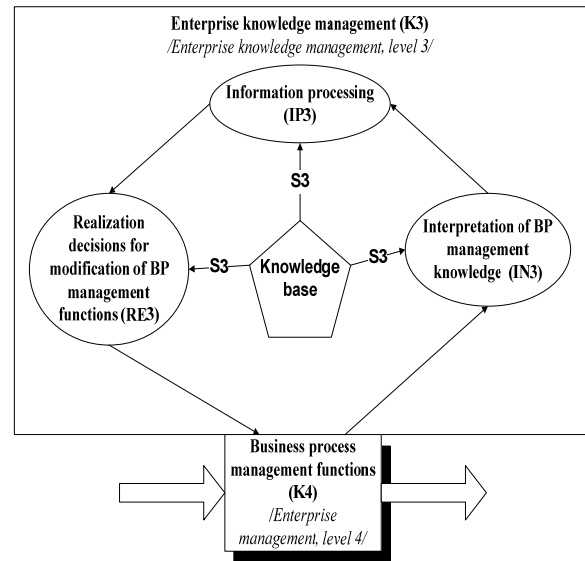 Enterprise knowledge management (K3)
/Enterprise knowledge management, level 3/
Information processing
(IP3)
S3
Realization
decisions for
modification of BP
management
functions (RE3)
S3
Knowledge
base
S3
Interpretation of BP
management
knowledge (IN3)
Business process
management functions
(K4)
/Enterprise
management, level 4/